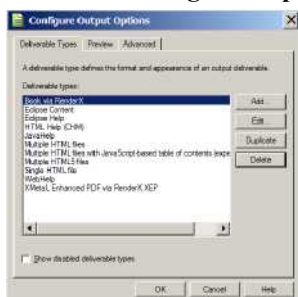 Configure Output Options
Deliverable Types Preview Advanced
A deliverable type defines the format and appearance of an output deliverable.
Deliverable types:
Book via RenderX
Eclipse Content
Eclipse Help
HTML Help (CHM)
JavaHelp
Multiple HTML files
Multiple HTML files with JavaScript-based table of contents (expa
Multiple HTML5 files
Single HTML file
WebHelp
XMetaL Enhanced PDF via RenderX XEP
Add...
Edit...
Duplicate
Delete
Show disabled deliverable types
OK Cancel Help